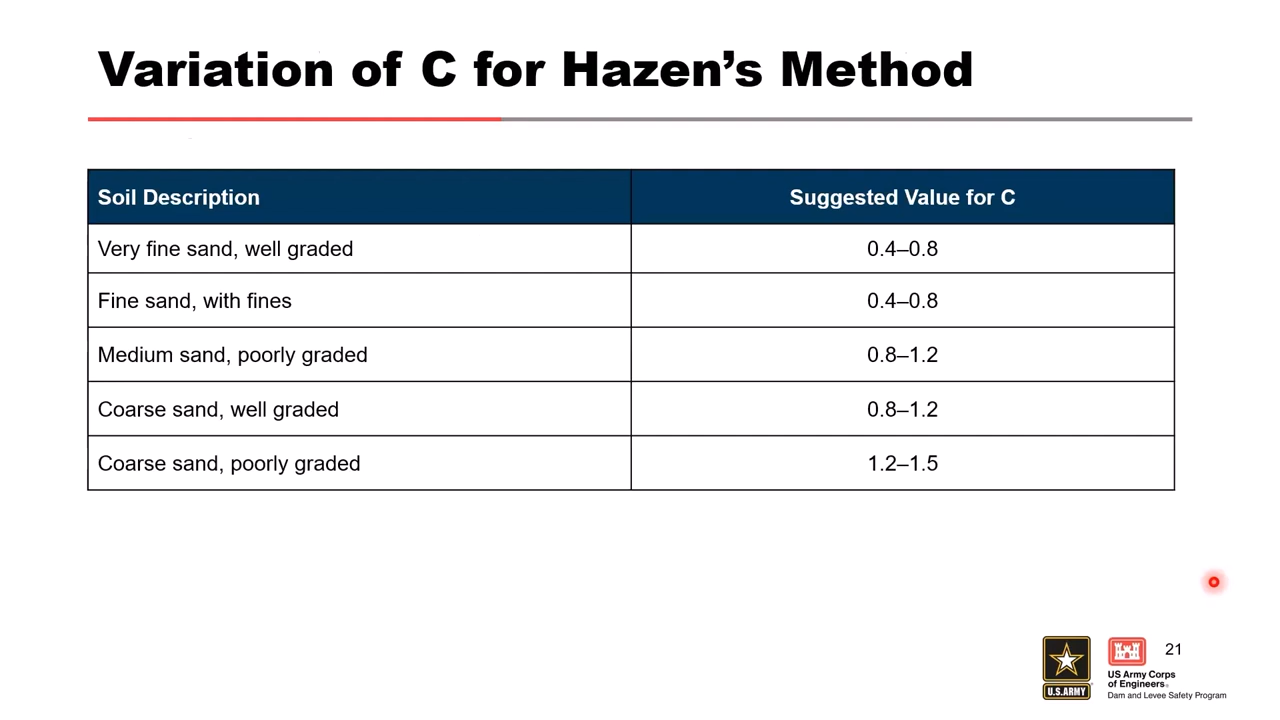 Variation of C for Hazen’s Method
Soil Description Suggested Value for C
Very fine sand, well graded 0.4–0.8
Fine sand, with fines 0.4–0.8
Medium sand, poorly graded 0.8–1.2
Coarse sand, well graded 0.8–1.2
Coarse sand, poorly graded 1.2–1.5
21
U.S.ARMY
US Army Corps
of Engineers®
Dam and Levee Safety Program